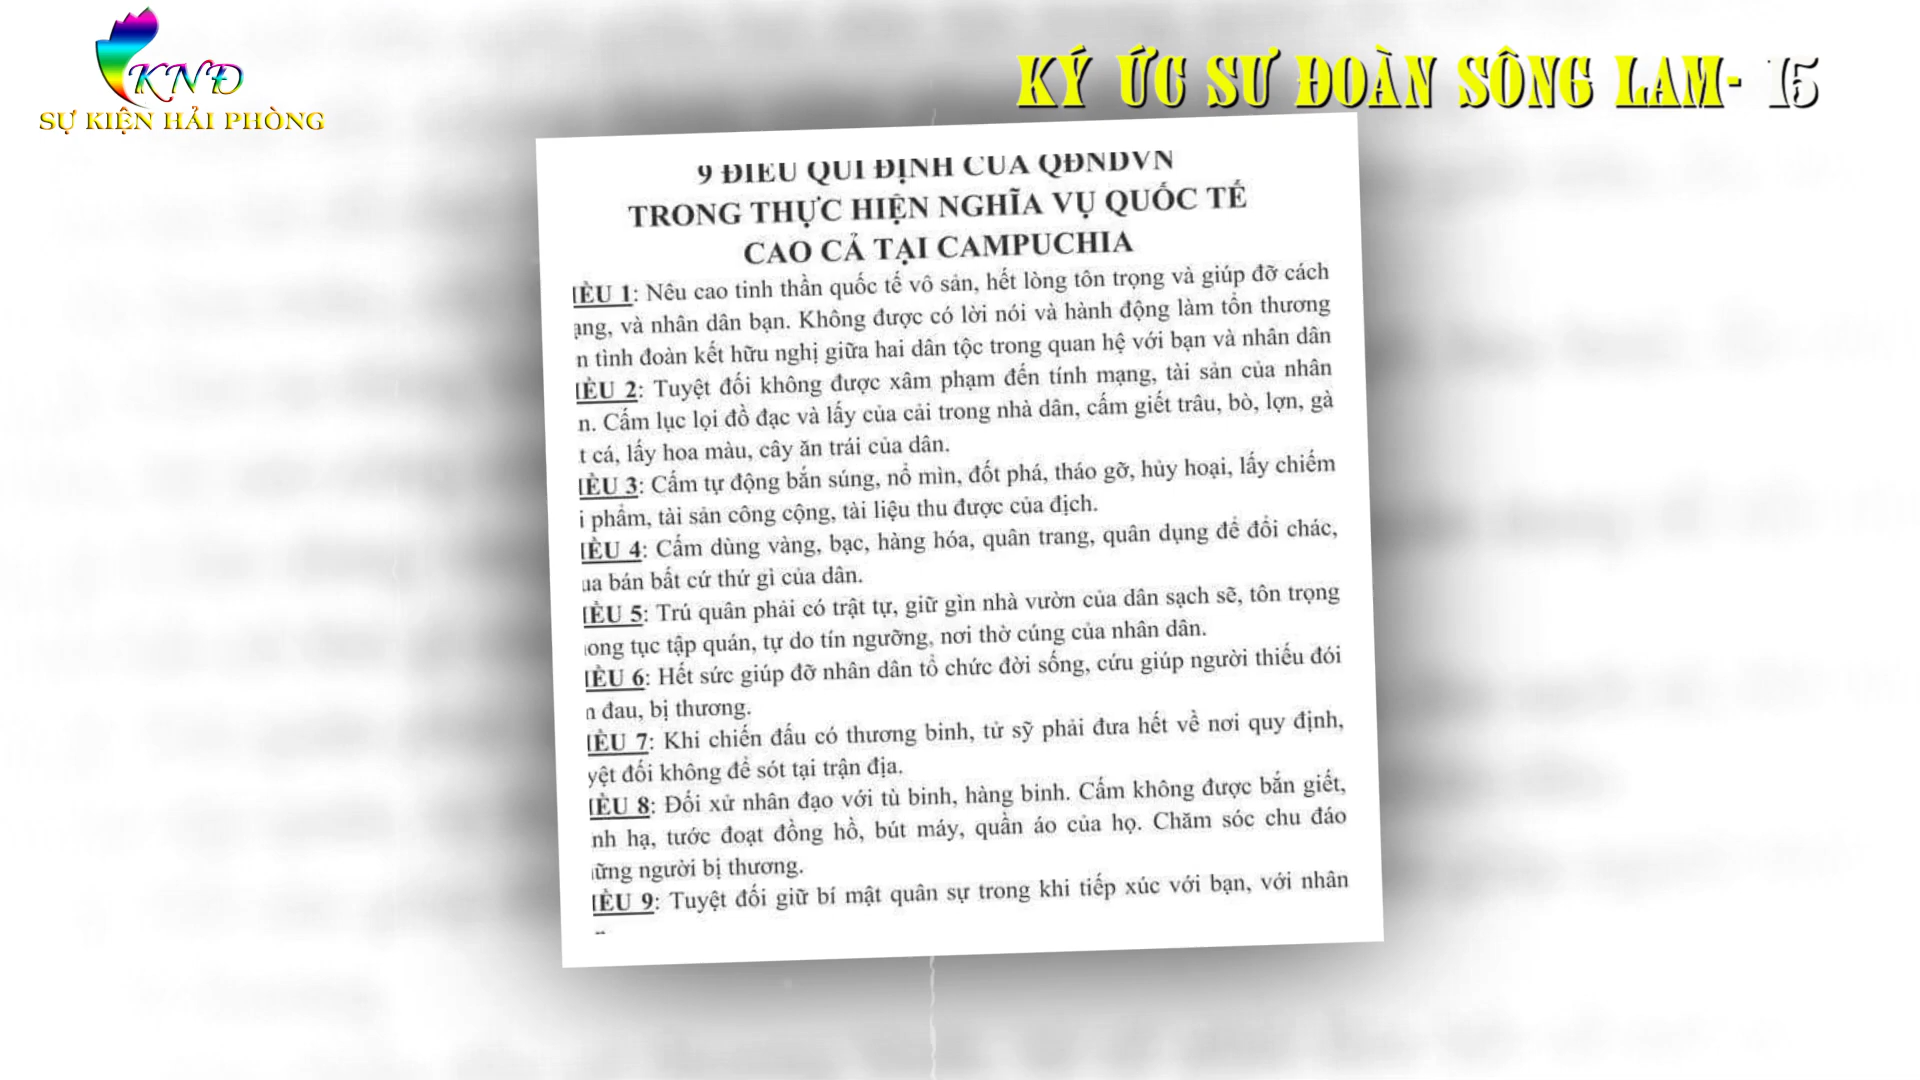 KNĐ
SỰ KIỆN HẢI PHÒNG
KÝ ỨC SƯ ĐOÀN SÔNG LAM- 15
9 ĐIỀU QUI ĐỊNH CỦA QĐNDVN
TRONG THỰC HIỆN NGHĨA VỤ QUỐC TẾ
CAO CẢ TẠI CAMPUCHIA
IỀU 1: Nêu cao tinh thần quốc tế vô sản, hết lòng tôn trọng và giúp đỡ cách
ạng, và nhân dân bạn. Không được có lời nói và hành động làm tổn thương
n tình đoàn kết hữu nghị giữa hai dân tộc trong quan hệ với bạn và nhân dân
IỀU 2: Tuyệt đối không được xâm phạm đến tính mạng, tài sản của nhân
n. Cấm lục lọi đồ đạc và lấy của cải trong nhà dân, cấm giết trâu, bò, lợn, gà
t cá, lấy hoa màu, cây ăn trái của dân.
IỀU 3: Cấm tự động bắn súng, nổ mìn, đốt phá, tháo gỡ, hủy hoại, lấy chiếm
i phẩm, tài sản công cộng, tài liệu thu được của địch.
IỀU 4: Cấm dùng vàng, bạc, hàng hóa, quân trang, quân dụng để đổi chác,
ua bán bất cứ thứ gì của dân.
IỀU 5: Trú quân phải có trật tự, giữ gìn nhà vườn của dân sạch sẽ, tôn trọng
ong tục tập quán, tự do tín ngưỡng, nơi thờ cúng của nhân dân.
IỀU 6: Hết sức giúp đỡ nhân dân tổ chức đời sống, cứu giúp người thiếu đói
n đau, bị thương.
IỀU 7: Khi chiến đấu có thương binh, tử sỹ phải đưa hết về nơi quy định,
yệt đối không để sót tại trận địa.
IỀU 8: Đối xử nhân đạo với tù binh, hàng binh. Cấm không được bắn giết,
nh hạ, tước đoạt đồng hồ, bút máy, quần áo của họ. Chăm sóc chu đáo
ững người bị thương.
IỀU 9: Tuyệt đối giữ bí mật quân sự trong khi tiếp xúc với bạn, với nhân